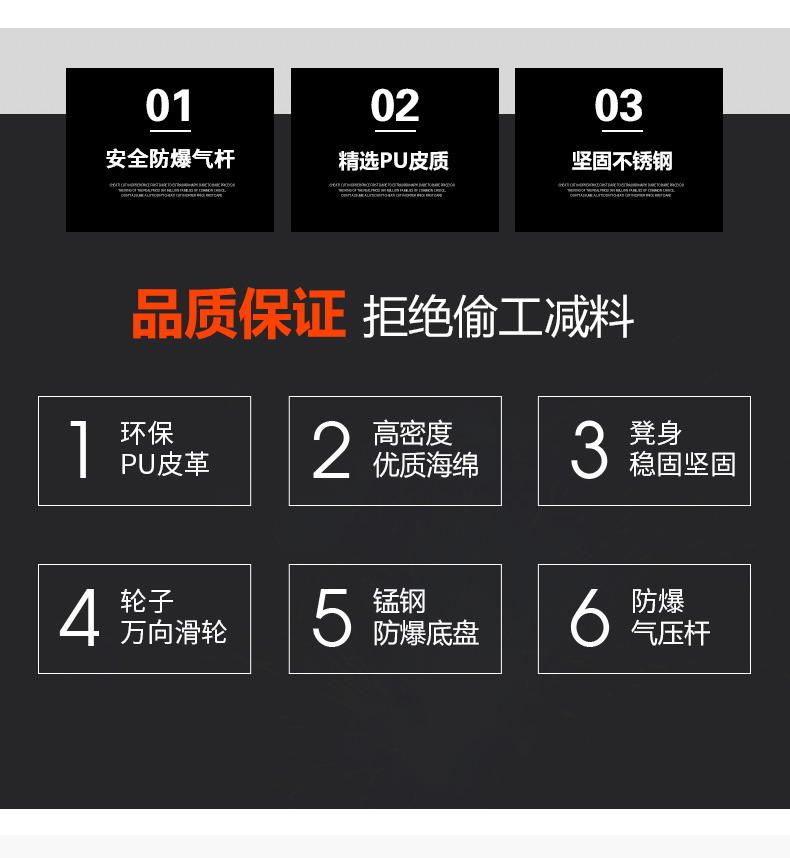 01
安全防爆气杆
02
精选PU皮质
03
坚固不锈钢
品质保证 拒绝偷工减料
1
环保
PU皮革
2
高密度
优质海绵
3
凳身
稳固坚固
4
轮子
万向滑轮
5
锰钢
防爆底盘
6
防爆
气压杆